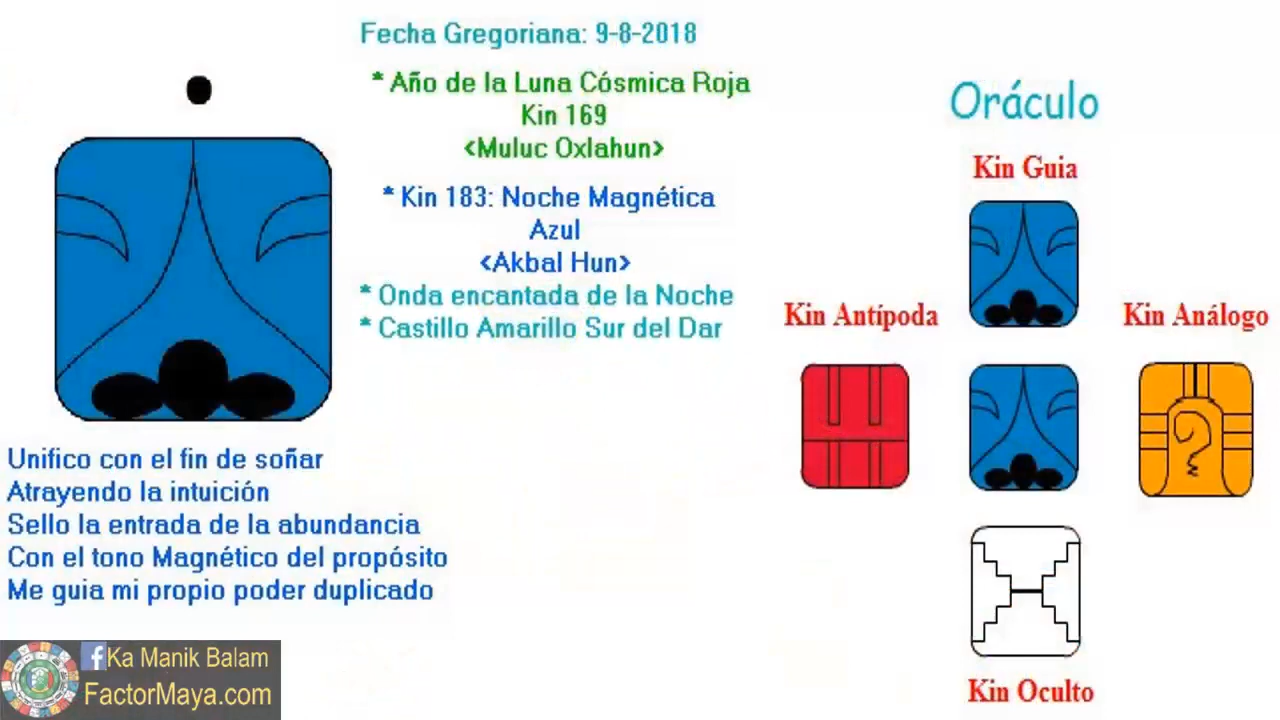 Fecha Gregoriana: 9-8-2018
* Año de la Luna Cósmica Roja
Kin 169
<Muluc Oxlahun>
* Kin 183: Noche Magnética
Azul
<Akbal Hun>
* Onda encantada de la Noche
* Castillo Amarillo Sur del Dar
Unifico con el fin de soñar
Atrayendo la intuición
Sello la entrada de la abundancia
Con el tono Magnético del propósito
Me guia mi propio poder duplicado
Oráculo
Kin Guia
Kin Antípoda
Kin Análogo
Kin Oculto
f Ka Manik Balam
FactorMaya.com